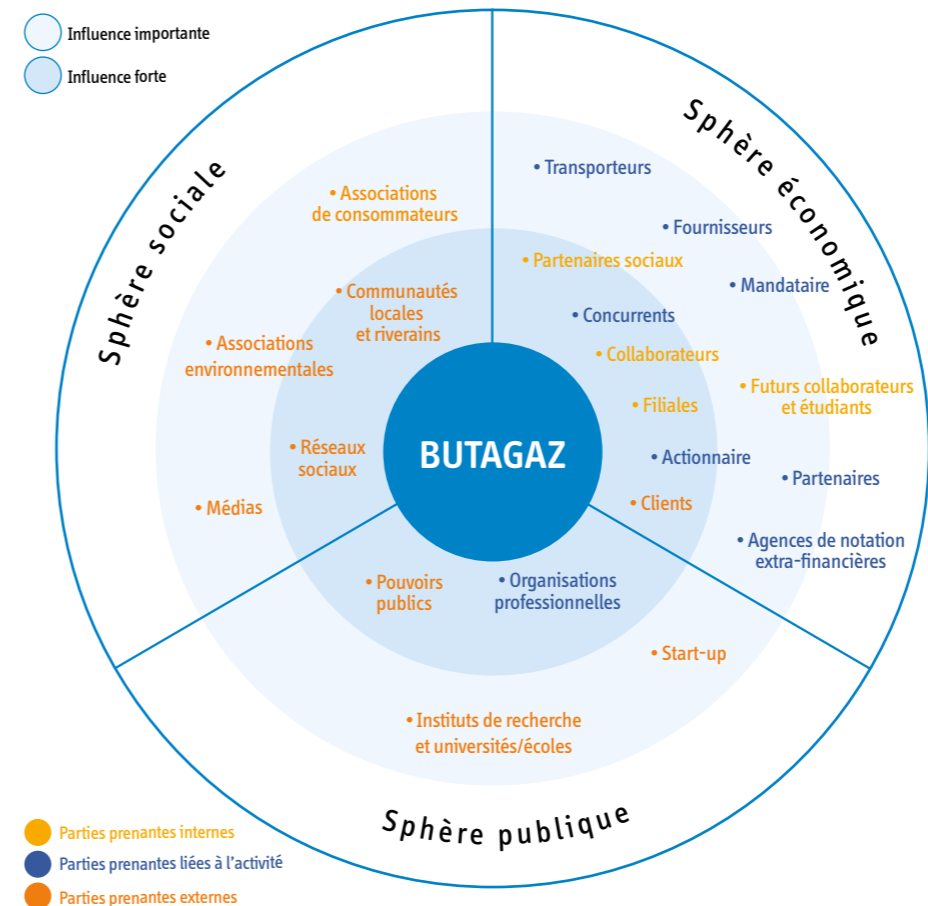 Influence importante
Influence forte
Sphère sociale
Sphère économique
• Transporteurs
• Associations
de consommateurs
• Fournisseurs
• Partenaires sociaux
• Mandataire
• Communautés
locales
et riverains
• Concurrents
• Associations
environnementales
• Collaborateurs
• Futurs collaborateurs
et étudiants
• Filiales
BUTAGAZ
• Réseaux
sociaux
• Actionnaire
• Partenaires
• Médias
• Clients
• Agences de notation
extra-financières
• Pouvoirs
publics
• Organisations
professionnelles
• Start-up
• Instituts de recherche
et universités/écoles
Sphère publique
Parties prenantes internes
Parties prenantes liées à l'activité
Parties prenantes externes